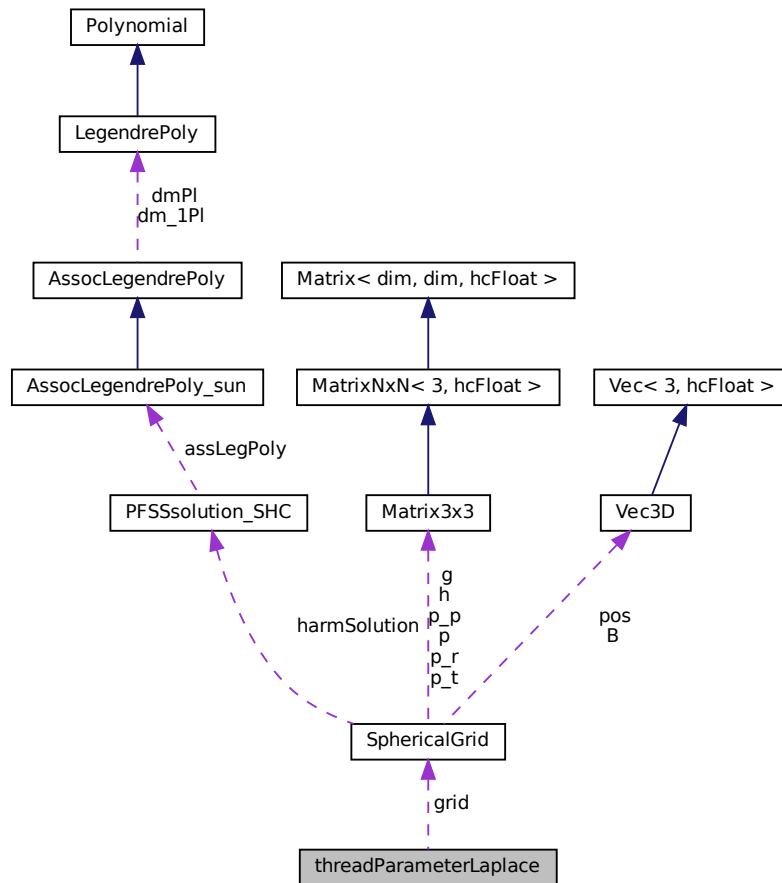 Polynomial
LegendrePoly
dmPl
dm_1Pl
AssocLegendrePoly
Matrix< dim, dim, hcFloat >
AssocLegendrePoly_sun
MatrixNxN< 3, hcFloat >
Vec< 3, hcFloat >
assLegPoly
PFSSsolution_SHC
Matrix3x3
Vec3D
harmSolution
g
h
p_p
p
p_r
p_t
pos
B
SphericalGrid
grid
threadParameterLaplace